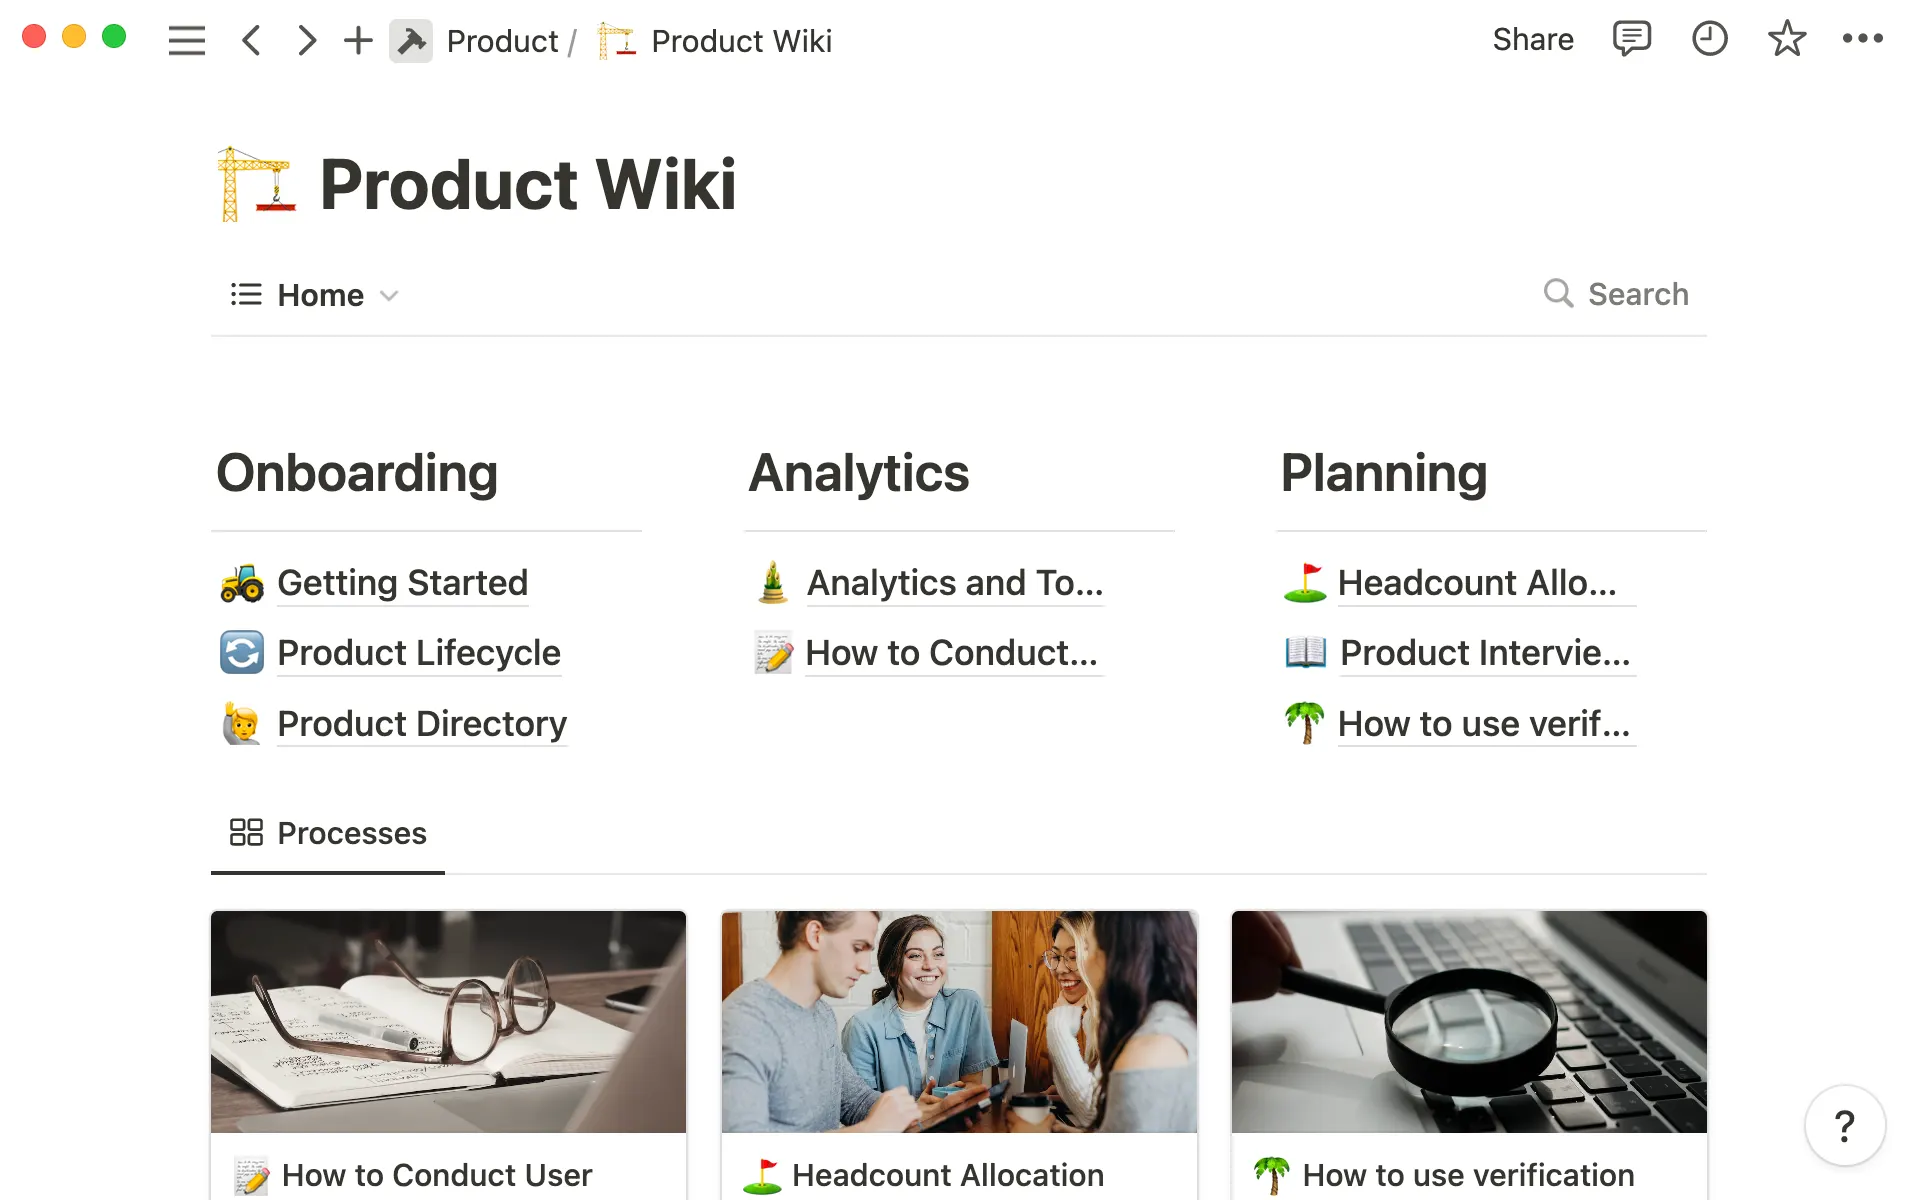 Product / Product Wiki
Share
Product Wiki
Home
Search
Onboarding
Getting Started
Product Lifecycle
Product Directory
Analytics
Analytics and To...
How to Conduct...
Planning
Headcount Allo...
Product Intervie...
How to use verif...
Processes
How to Conduct User
Headcount Allocation
How to use verification
?